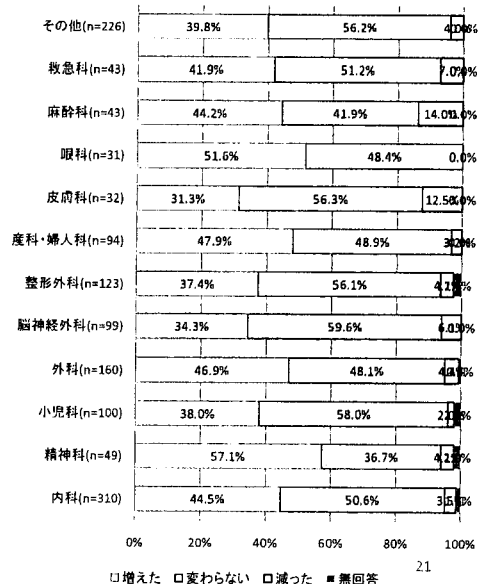 その他(n=226) 39.8% 56.2%
救急科(n=43) 41.9% 51.2% 7.0%
麻酔科(n=43) 44.2% 41.9% 14.0%
眼科(n=31) 51.6% 48.4% 0.0%
皮膚科(n=32) 31.3% 56.3% 12.5%
産科・婦人科(n=94) 47.9% 48.9%
整形外科(n=123) 37.4% 56.1%
脳神経外科(n=99) 34.3% 59.6%
外科(n=160) 46.9% 48.1%
小児科(n=100) 38.0% 58.0%
精神科(n=49) 57.1% 36.7%
内科(n=310) 44.5% 50.6%
0% 20% 40% 60% 80% 100%
21
増えた 変わらない 減った 無回答